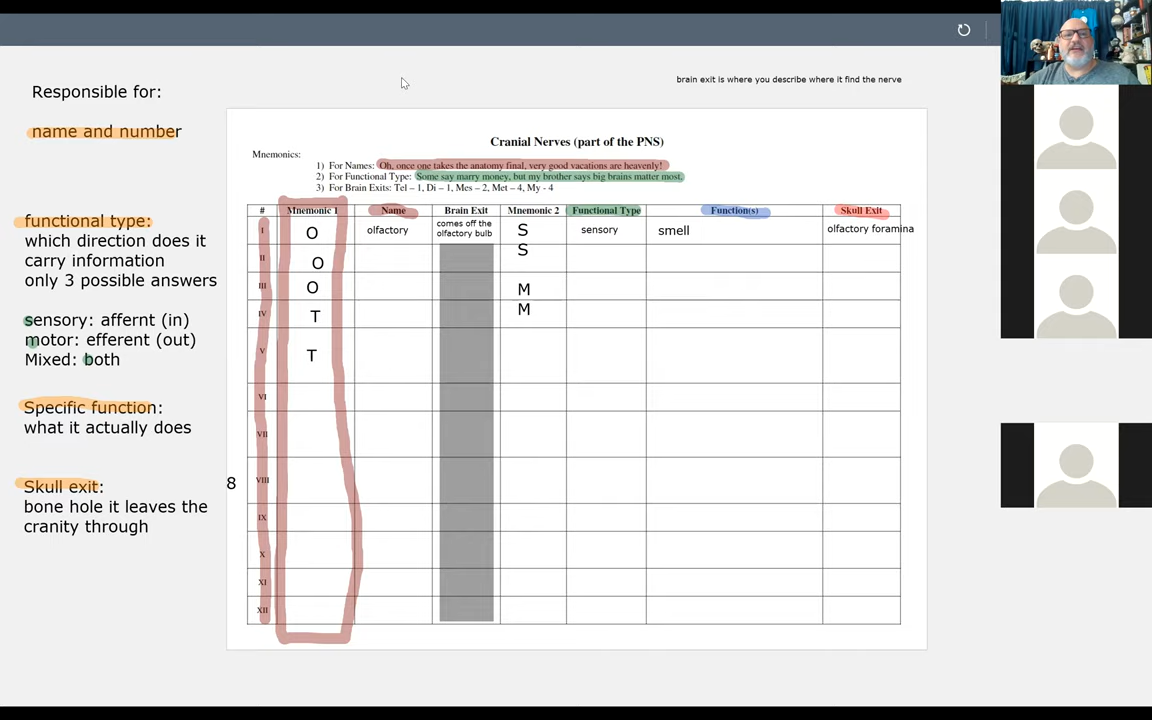 brain exit is where you describe where it find the nerve
Responsible for:
name and number
functional type:
which direction does it
carry information
only 3 possible answers
sensory: affernt (in)
motor: efferent (out)
Mixed: both
Specific function:
what it actually does
Skull exit:
bone hole it leaves the
cranity through
Cranial Nerves (part of the PNS)
Mnemonics:
1) For Names: Oh, once one takes the anatomy final, very good vacations are heavenly!
2) For Functional Type: Some say marry money, but my brother says big brains matter most.
3) For Brain Exits: Tel – 1, Di – 1, Mes – 2, Met – 4, My - 4
# Mnemonic 1 Name Brain Exit Mnemonic 2 Functional Type Function(s) Skull Exit
I O olfactory comes off the olfactory bulb S sensory smell olfactory foramina
II O S
III O M
IV T M
V T
VI
VII
8 VIII
IX
X
XI
XII